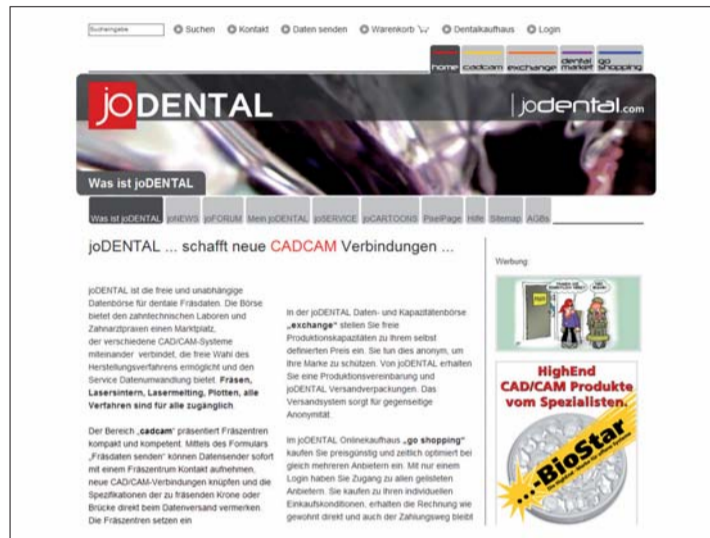 Sucheingabe Suchen Kontakt Daten senden Warenkorb Dentalkaufhaus Login
home cadcam exchange dental market go shopping
joDENTAL
jodental.com
Was ist joDENTAL
Was ist joDENTAL joNEWS joFORUM Mein joDENTAL joSERVICE joCARTOONS PixelPage Hilfe Sitemap AGBs
joDENTAL ... schafft neue CADCAM Verbindungen ...
joDENTAL ist die freie und unabhängige
Datenbörse für dentale Fräsdaten. Die Börse
bietet den zahntechnischen Laboren und
Zahnarztpraxen einen Marktplatz,
der verschiedene CAD/CAM-Systeme
miteinander verbindet, die freie Wahl des
Herstellungsverfahrens ermöglicht und den
Service Datenumwandlung bietet. Fräsen,
Lasersintern, Lasermelting, Plotten, alle
Verfahren sind für alle zugänglich.
Der Bereich „cadcam“ präsentiert Fräszentren
kompakt und kompetent. Mittels des Formulars
„Fräsdaten senden“ können Datensender sofort
mit einem Fräszentrum Kontakt aufnehmen,
neue CAD/CAM-Verbindungen knüpfen und die
Spezifikationen der zu fräsenden Krone oder
Brücke direkt beim Datenversand vermerken.
Die Fräszentren setzen ein
In der joDENTAL Daten- und Kapazitätenbörse
„exchange“ stellen Sie freie
Produktionskapazitäten zu Ihrem selbst
definierten Preis ein. Sie tun dies anonym, um
Ihre Marke zu schützen. Von joDENTAL erhalten
Sie eine Produktionsvereinbarung und
joDENTAL Versandverpackungen. Das
Versandsystem sorgt für gegenseitige
Anonymität.
Im joDENTAL Onlinekaufhaus „go shopping“
kaufen Sie preisgünstig und zeitlich optimiert bei
gleich mehreren Anbietern ein. Mit nur einem
Login haben Sie Zugang zu allen gelisteten
Anbietern. Sie kaufen zu Ihren individuellen
Einkaufskonditionen, erhalten die Rechnung wie
gewohnt direkt und auch der Zahlungsweg bleibt
Werbung:
HighEnd
CAD/CAM Produkte
vom Spezialisten.
...-BioStar